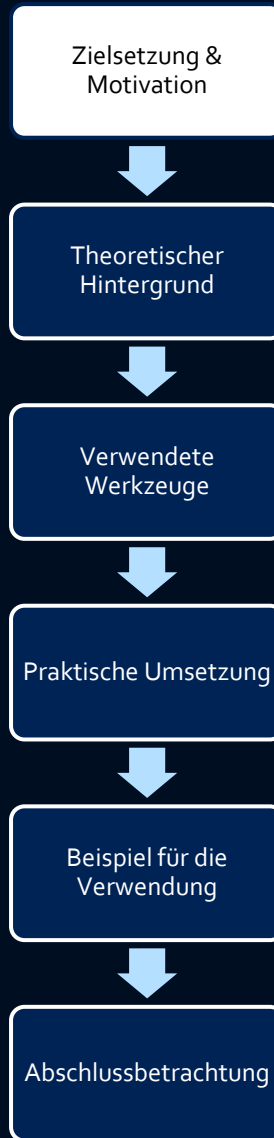 Zielsetzung &
Motivation
Theoretischer
Hintergrund
Verwendete
Werkzeuge
Praktische Umsetzung
Beispiel für die
Verwendung
Abschlussbetrachtung